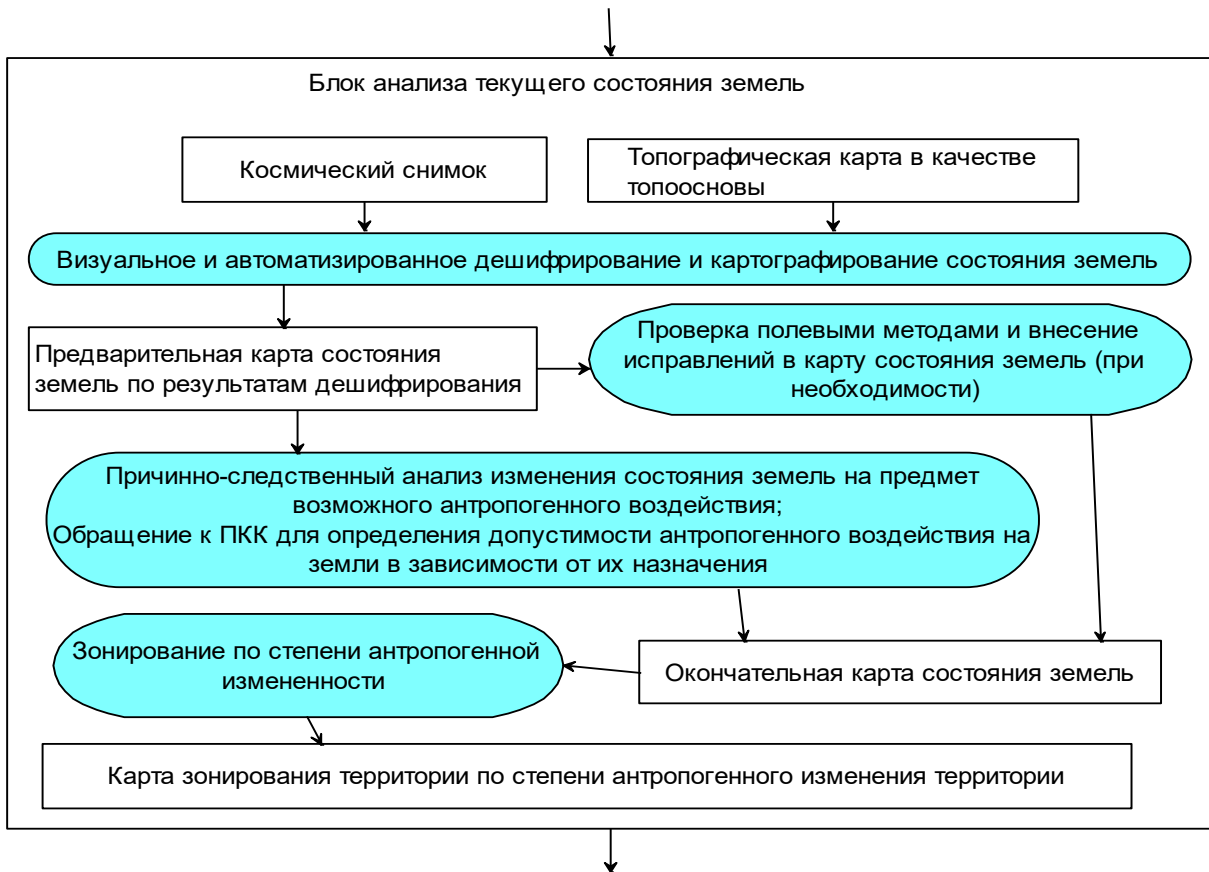 Блок анализа текущего состояния земель
Космический снимок
Топографическая карта в качестве
топоосновы
Визуальное и автоматизированное дешифрирование и картографирование состояния земель
Предварительная карта состояния
земель по результатам дешифрирования
Проверка полевыми методами и внесение
исправлений в карту состояния земель (при
необходимости)
Причинно-следственный анализ изменения состояния земель на предмет
возможного антропогенного воздействия;
Обращение к ПКК для определения допустимости антропогенного воздействия на
земли в зависимости от их назначения
Зонирование по степени антропогенной
измененности
Окончательная карта состояния земель
Карта зонирования территории по степени антропогенного изменения территории